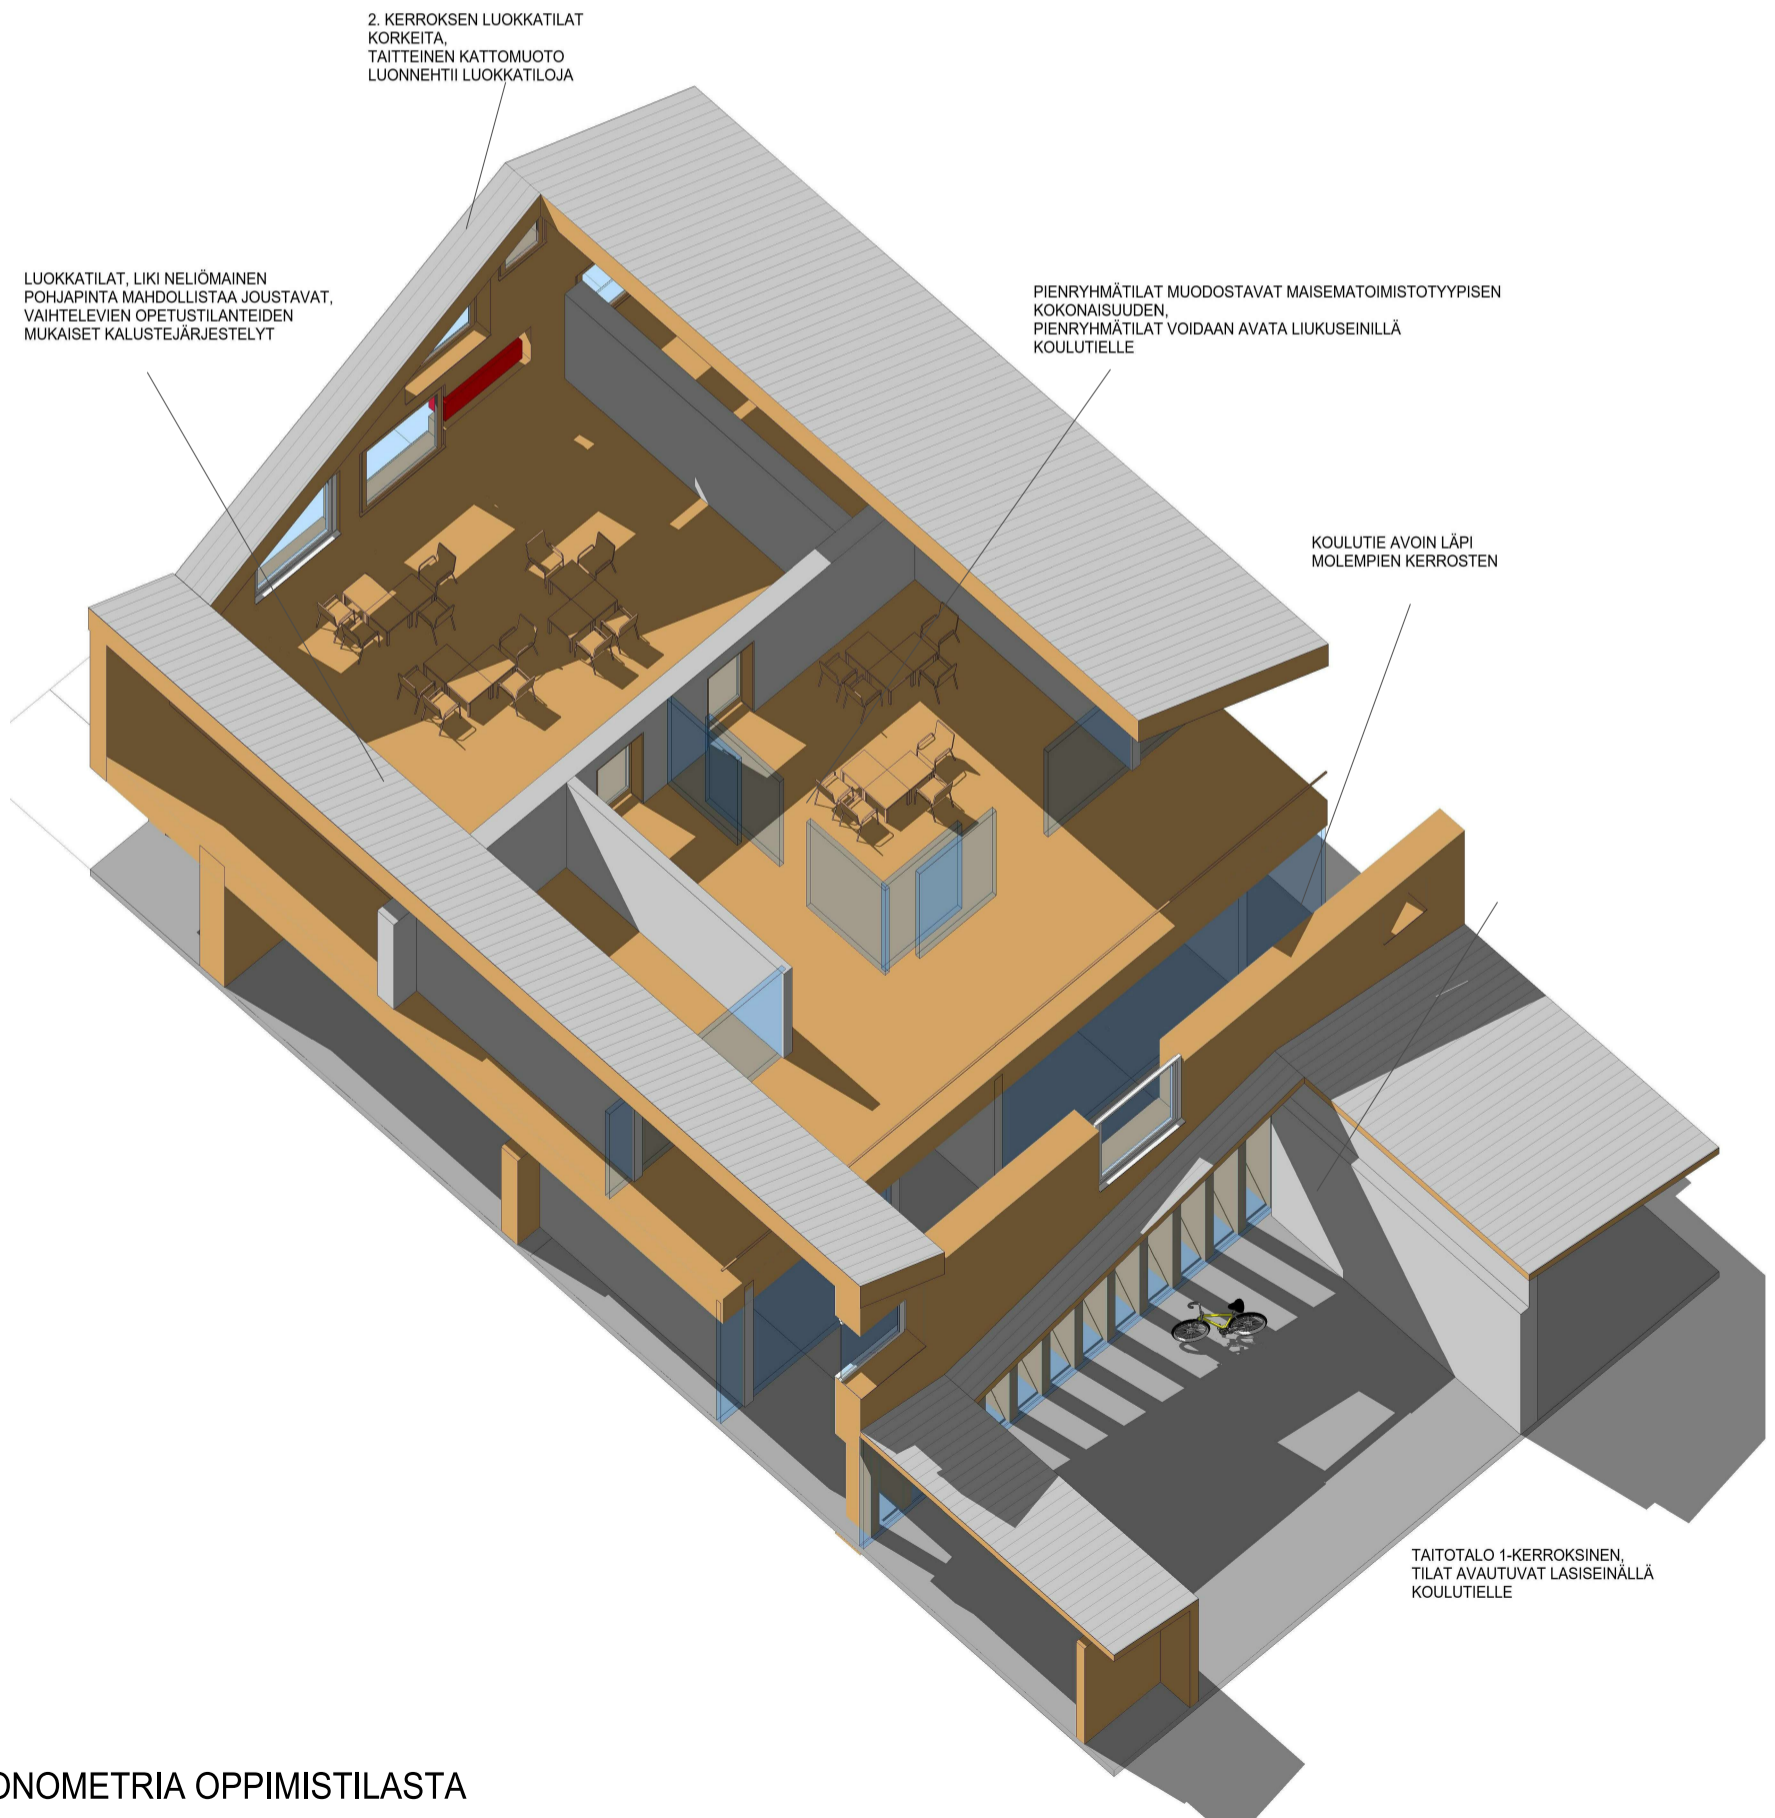 2. KERROKSEN LUOKKATILAT
KORKEITA,
TAITTEINEN KATTOMUOTO
LUONNEHTII LUOKKATILOJA
LUOKKATILAT, LIKI NELIÖMAINEN
POHJAPINTA MAHDOLLISTAA JOUSTAVAT,
VAIHTELEVIEN OPETUSTILANTEIDEN
MUKAISET KALUSTEJÄRJESTELYT
PIENRYHMÄTILAT MUODOSTAVAT MAISEMATOIMISTOTYYPISEN
KOKONAISUUDEN,
PIENRYHMÄTILAT VOIDAAN AVATA LIUKUSEINILLÄ
KOULUTIELLE
KOULUTIE AVOIN LÄPI
MOLEMPIEN KERROSTEN
TAITOTALO 1-KERROKSINEN,
TILAT AVAUTUVAT LASISEINÄLLÄ
KOULUTIELLE
ONOMETRIA OPPIMISTILASTA